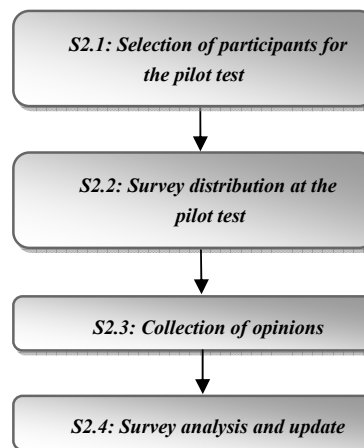 S2.1: Selection of participants for
the pilot test
S2.2: Survey distribution at the
pilot test
S2.3: Collection of opinions
S2.4: Survey analysis and update